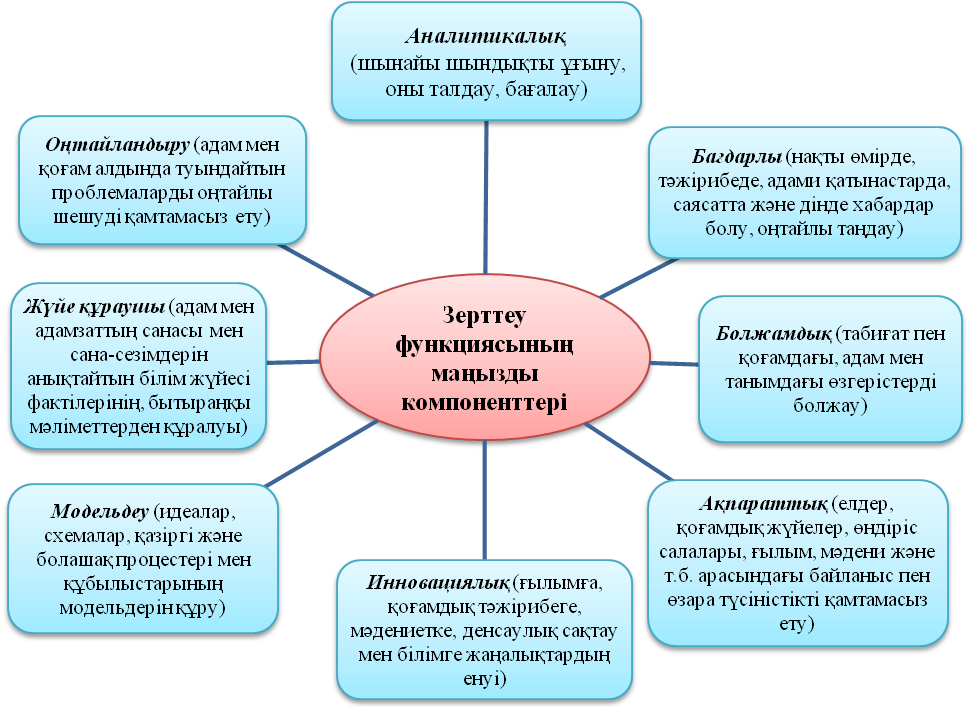 Аналитикалық
(шынайы шындықты ұғыну,
оны талдау, бағалау)
Оңтайландыру (адам мен
қоғам алдында туындайтын
проблемаларды оңтайлы
шешуді қамтамасыз ету)
Бағдарлы (нақты өмірде,
тәжірибеде, адами қатынастарда,
саясатта және дінде хабардар
болу, оңтайлы таңдау)
Жүйе құраушы (адам мен
адамзаттың санасы мен
сана-сезімдерін
анықтайтын білім жүйесі
фактілерінің, бытыраңқы
мәліметтерден құралуы)
Зерттеу
функциясының
маңызды
компоненттері
Болжамдық (табиғат пен
қоғамдағы, адам мен
танымдағы өзгерістерді
болжау)
Модельдеу (идеалар,
схемалар, қазіргі және
болашақ процестері мен
құбылыстарының
модельдерін құру)
Инновациялық (ғылымға,
қоғамдық тәжірибеге,
мәдениетке, денсаулық сақтау
мен білімге жаңалықтардың
енуі)
Ақпараттық (елдер,
қоғамдық жүйелер, өндіріс
салалары, ғылым, мәдени және
т.б. арасындағы байланыс пен
өзара түсіністікті қамтамасыз
ету)